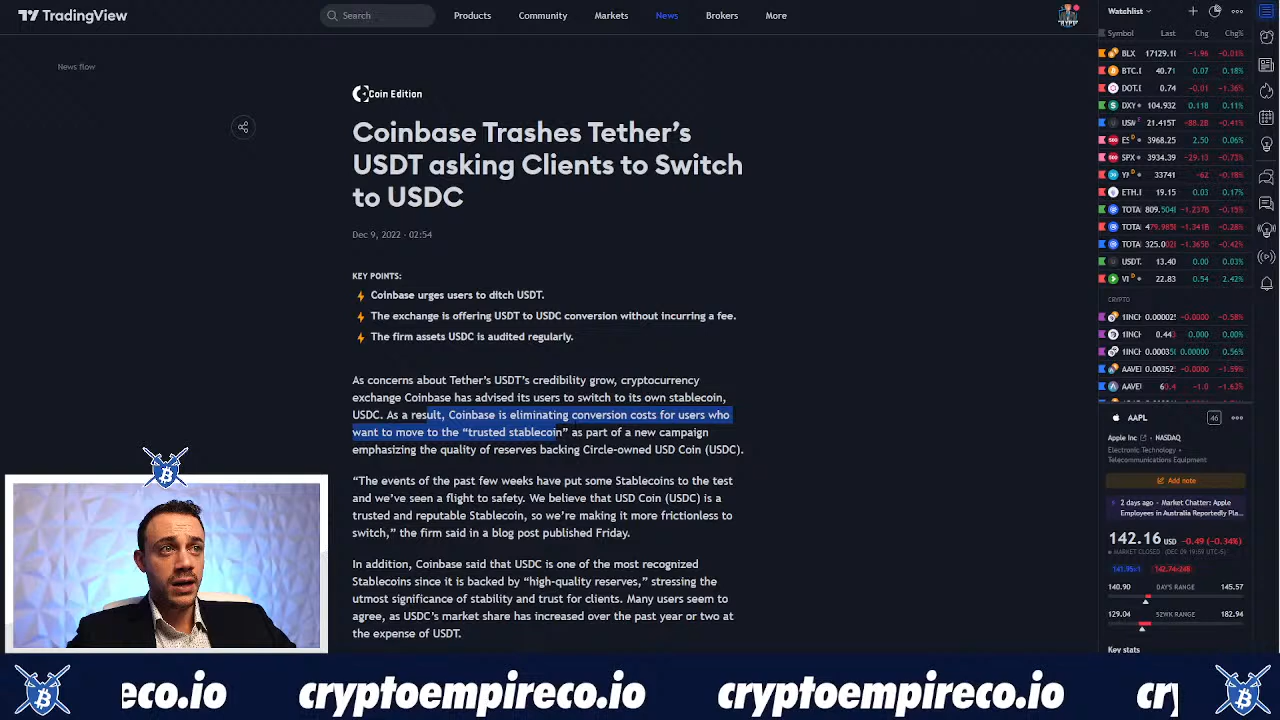 TradingView
Search
Products
Community
Markets
News
Brokers
More
Watchlist
News flow
Coin Edition
Coinbase Trashes Tether's
USDT asking Clients to Switch
to USDC
Dec 9, 2022 · 02:54
KEY POINTS:
Coinbase urges users to ditch USDT.
The exchange is offering USDT to USDC conversion without incurring a fee.
The firm assets USDC is audited regularly.
As concerns about Tether's USDT's credibility grow, cryptocurrency
exchange Coinbase has advised its users to switch to its own stablecoin,
USDC. As a result, Coinbase is eliminating conversion costs for users who
want to move to the “trusted stablecoin” as part of a new campaign
emphasizing the quality of reserves backing Circle-owned USD Coin (USDC).
“The events of the past few weeks have put some Stablecoins to the test
and we've seen a flight to safety. We believe that USD Coin (USDC) is a
trusted and reputable Stablecoin, so we're making it more frictionless to
switch,” the firm said in a blog post published Friday.
In addition, Coinbase said that USDC is one of the most recognized
Stablecoins since it is backed by “high-quality reserves,” stressing the
utmost significance of stability and trust for clients. Many users seem to
agree, as USDC's market share has increased over the past year or two at
the expense of USDT.
Symbol Last Chg Chg%
BLX 17129.10 −1.96 −0.01%
BTC.D 40.71 0.07 0.18%
DOT.D 0.74 −0.01 −1.36%
DXY 104.932 0.118 0.11%
21.415T −88.2B −0.41%
ES 3968.25 2.50 0.06%
SPX 3934.39 −29.13 −0.73%
33741 −62 −0.18%
ETH.D 19.15 0.03 0.17%
TOTA 809.504B −1.237B −0.15%
TOTA 479.985B −1.341B −0.28%
TOTA 325.002B −1.365B −0.42%
USDT. 13.40 0.00 0.03%
VI 22.83 0.54 2.42%
CRYPTO
1INCH 0.000025 −0.0000 −0.58%
1INCH 0.443 0.000 0.00%
1INCH 0.000350 0.00000 0.56%
AAVE 0.003521 −0.0000 −1.59%
AAVE 60.4 −1.0 −1.62%
AAPL
46
Apple Inc · NASDAQ
Electronic Technology •
Telecommunications Equipment
Add note
2 days ago • Market Chatter: Apple
Employees in Australia Reportedly Pla...
142.16 USD −0.49 (−0.34%)
MARKET CLOSED (DEC 09 19:59 UTC-5)
141.95×1 142.74×248
140.90 DAY'S RANGE 145.57
129.04 52WK RANGE 182.94
Key stats
eco.io cryptoempireco.io cryptoempireco.io cry